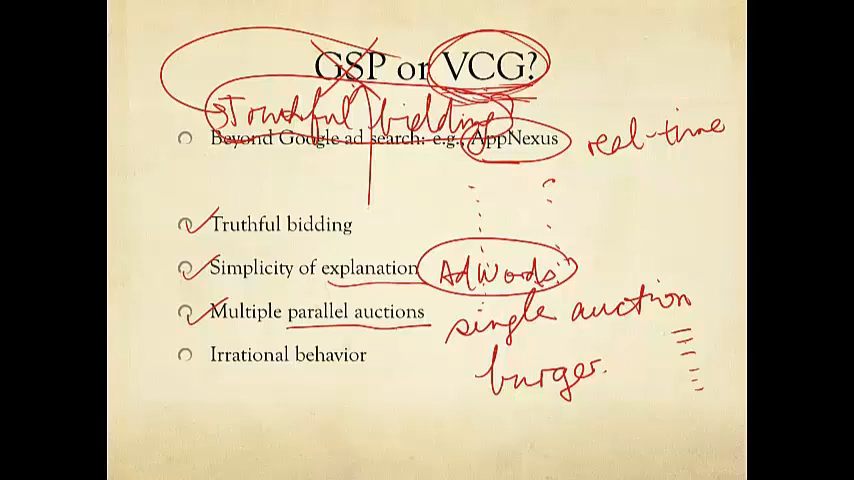 GSP or VCG?
Truthful bidding
Beyond Google ad search: e.g., AppNexus real-time
Truthful bidding
Simplicity of explanation AdWords
Multiple parallel auctions single auction
burger.
Irrational behavior